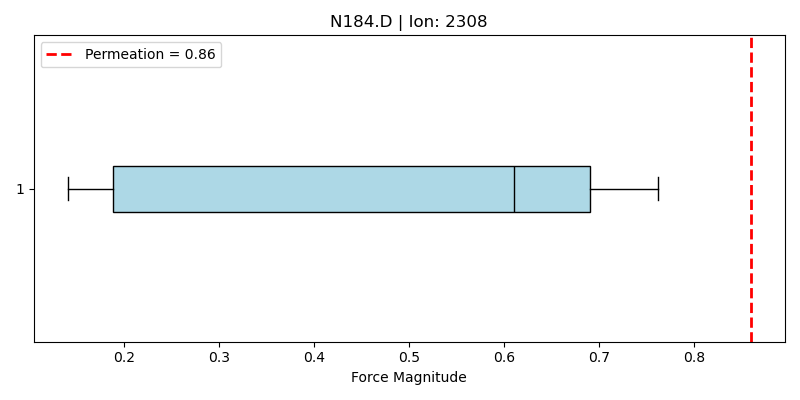 N184.D | Ion: 2308
Permeation = 0.86
1
0.2 0.3 0.4 0.5 0.6 0.7 0.8
Force Magnitude